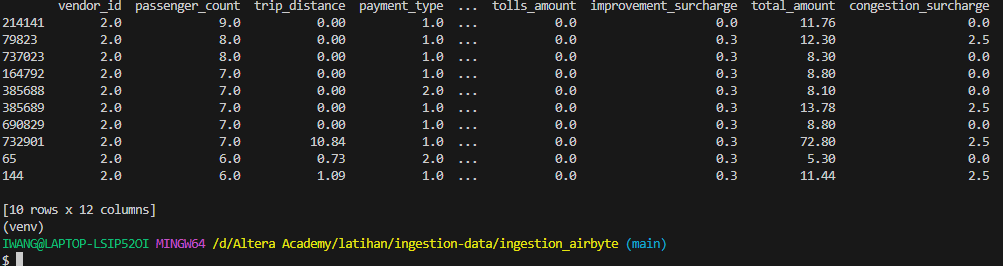 vendor_id  passenger_count  trip_distance  payment_type  ...  tolls_amount  improvement_surcharge  total_amount  congestion_surcharge
214141        2.0              9.0           0.00           1.0  ...           0.0                    0.0         11.76                   0.0
79823         2.0              8.0           0.00           1.0  ...           0.0                    0.3         12.30                   2.5
737023        2.0              8.0           0.00           1.0  ...           0.0                    0.3          8.30                   0.0
164792        2.0              7.0           0.00           1.0  ...           0.0                    0.3          8.80                   0.0
385688        2.0              7.0           0.00           2.0  ...           0.0                    0.3          8.10                   0.0
385689        2.0              7.0           0.00           1.0  ...           0.0                    0.3         13.78                   2.5
690829        2.0              7.0           0.00           1.0  ...           0.0                    0.3          8.80                   0.0
732901        2.0              7.0          10.84           1.0  ...           0.0                    0.3         72.80                   2.5
65            2.0              6.0           0.73           2.0  ...           0.0                    0.3          5.30                   0.0
144           2.0              6.0           1.09           1.0  ...           0.0                    0.3         11.44                   2.5
[10 rows x 12 columns]
(venv)
IWANG@LAPTOP-LSIP52OI MINGW64 /d/Altera Academy/latihan/ingestion-data/ingestion_airbyte (main)
$